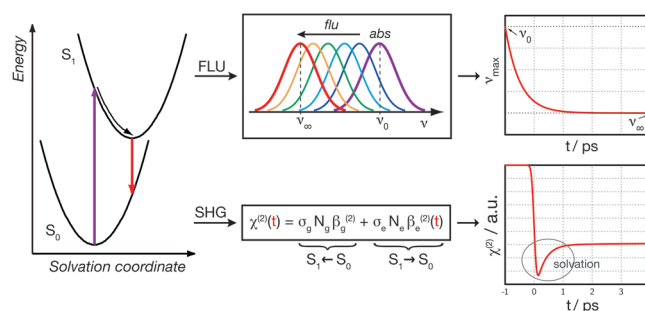 Energy
S₁
S₀
Solvation coordinate
FLU
flu abs
ν∞ ν₀ ν
νmax
ν₀
ν∞
t / ps
SHG
χ⁽²⁾(t) = σg Ng βg⁽²⁾ + σe Ne βe⁽²⁾(t)
S₁←S₀ S₁→S₀
χ⁽²⁾ / a.u.
solvation
-1 0 1 2 3
t / ps